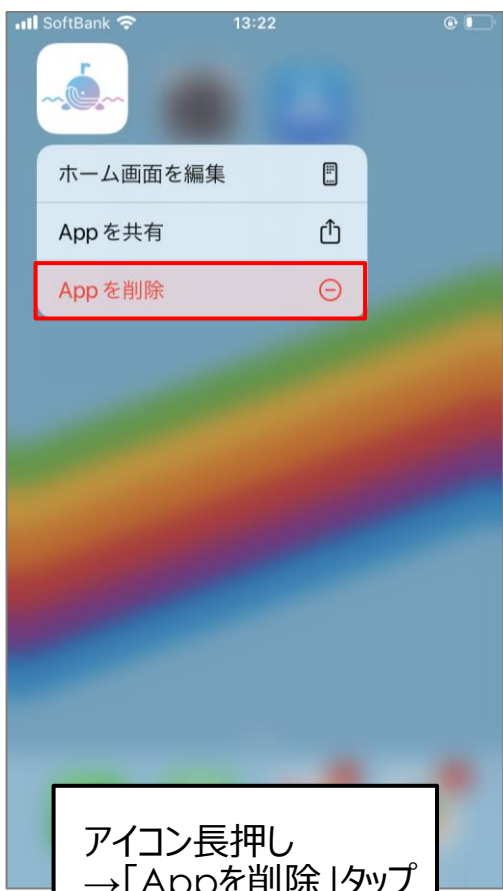 SoftBank 13:22
ホーム画面を編集
Appを共有
Appを削除
アイコン長押し
→「Appを削除」タップ